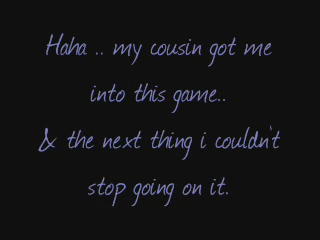 Haha .. my cousin got me
into this game..
& the next thing i couldn't
stop going on it.